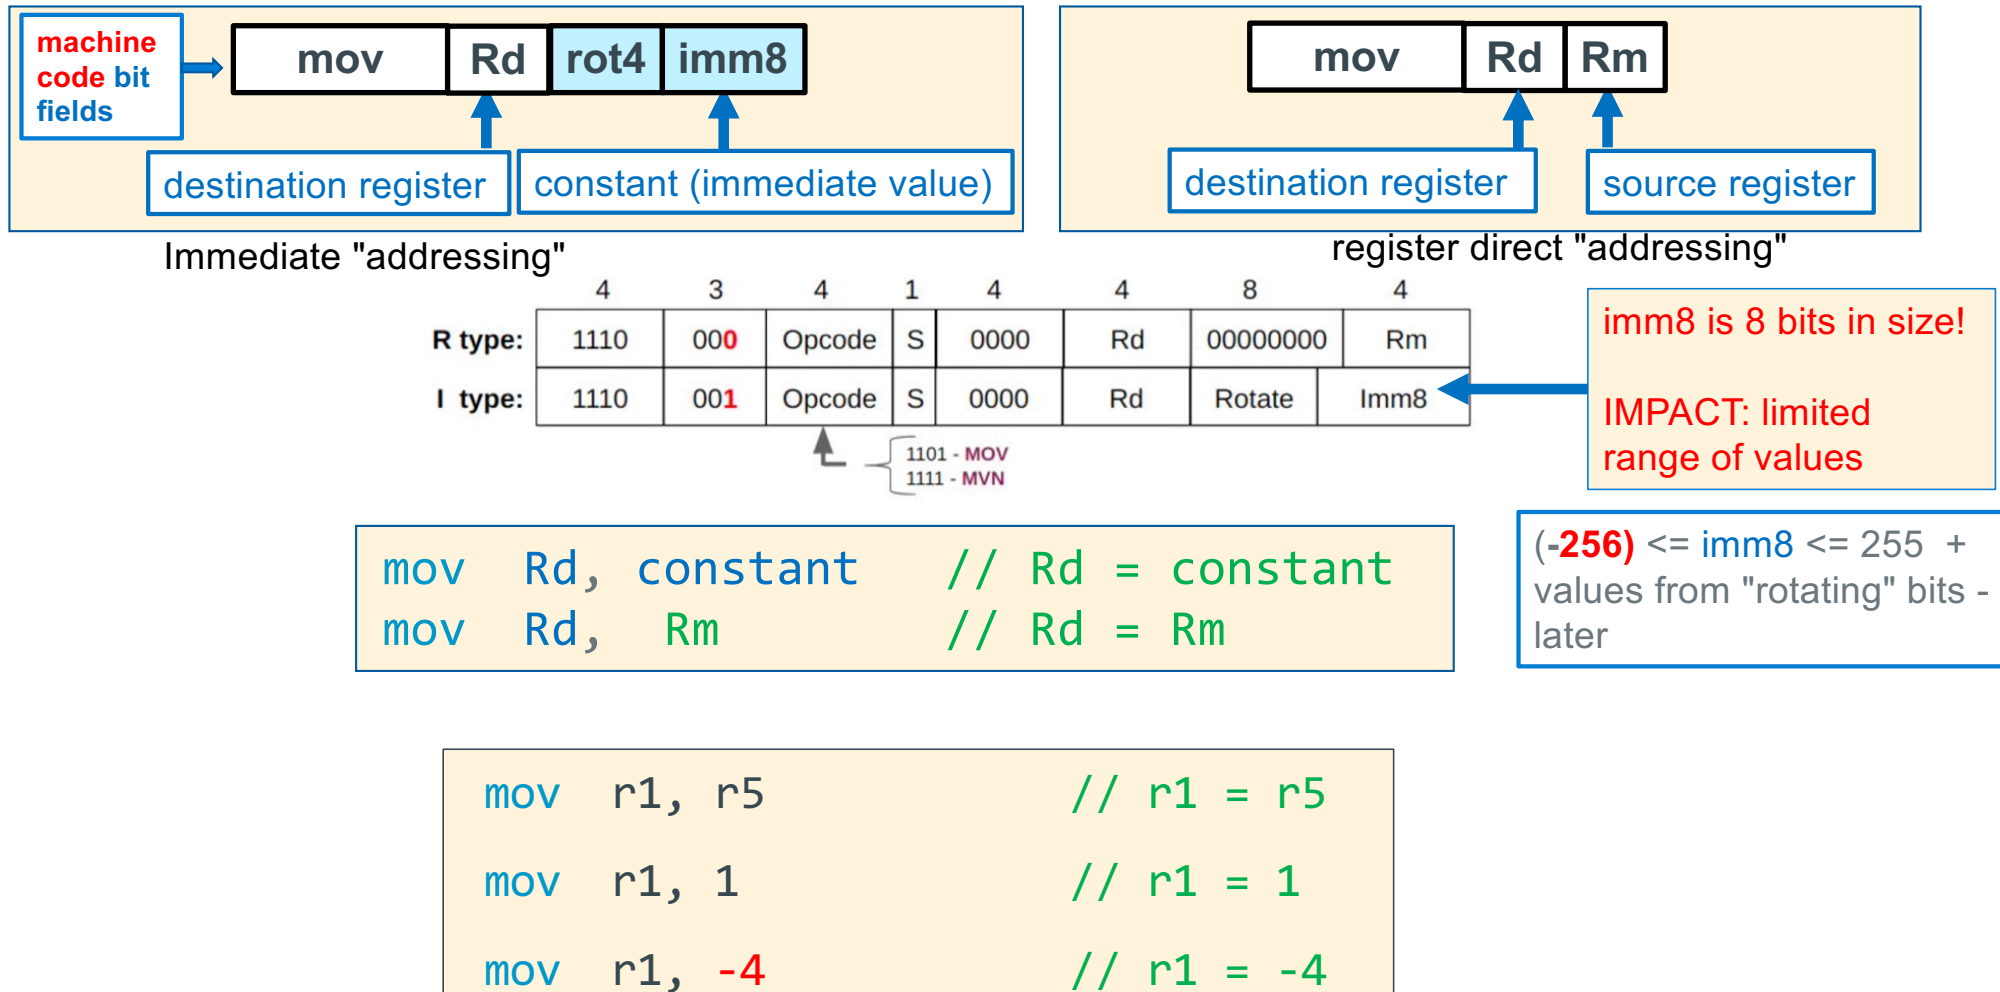 machine
code bit
fields
mov Rd rot4 imm8
destination register
constant (immediate value)
Immediate "addressing"
mov Rd Rm
destination register
source register
register direct "addressing"
4 3 4 1 4 4 8 4
R type: 1110 000 Opcode S 0000 Rd 00000000 Rm
I type: 1110 001 Opcode S 0000 Rd Rotate Imm8
1101 - MOV
1111 - MVN
imm8 is 8 bits in size!
IMPACT: limited
range of values
(-256) <= imm8 <= 255 +
values from "rotating" bits -
later
mov Rd, constant // Rd = constant
mov Rd, Rm // Rd = Rm
mov r1, r5 // r1 = r5
mov r1, 1 // r1 = 1
mov r1, -4 // r1 = -4